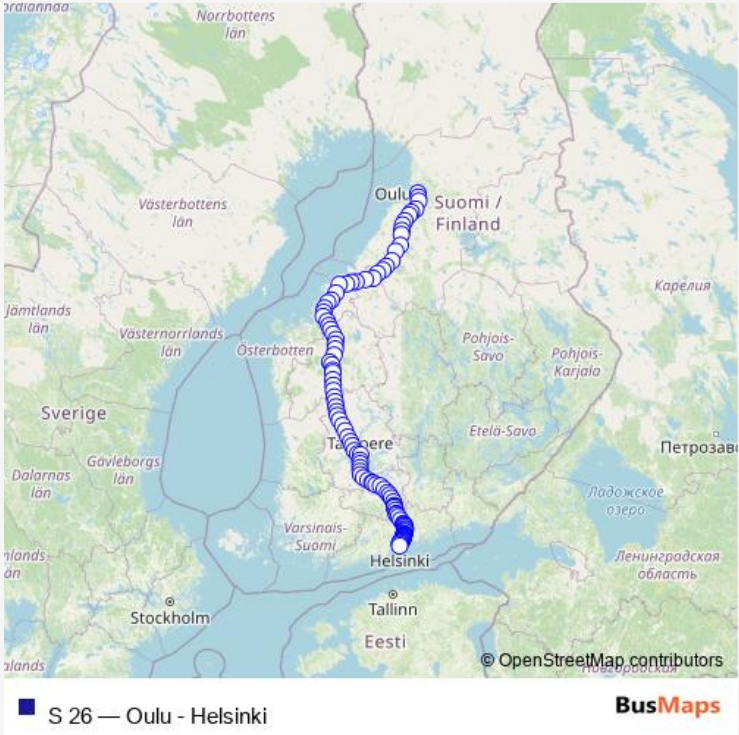 Norrbottens
län
Oulu
Suomi /
Finland
Västerbottens
län
Карелия
Jämtlands
län
Västernorrlands
län
Österbotten
Pohjois-
Savo
Pohjois-
Karjala
Sverige
Etelä-Savo
Петрозав
Gävleborgs
län
Dalarnas
län
Ладожское
озеро
Varsinais-
Suomi
Helsinki
Ленинградская
область
Tallinn
Stockholm
Eesti
© OpenStreetMap contributors
S 26 — Oulu - Helsinki
BusMaps